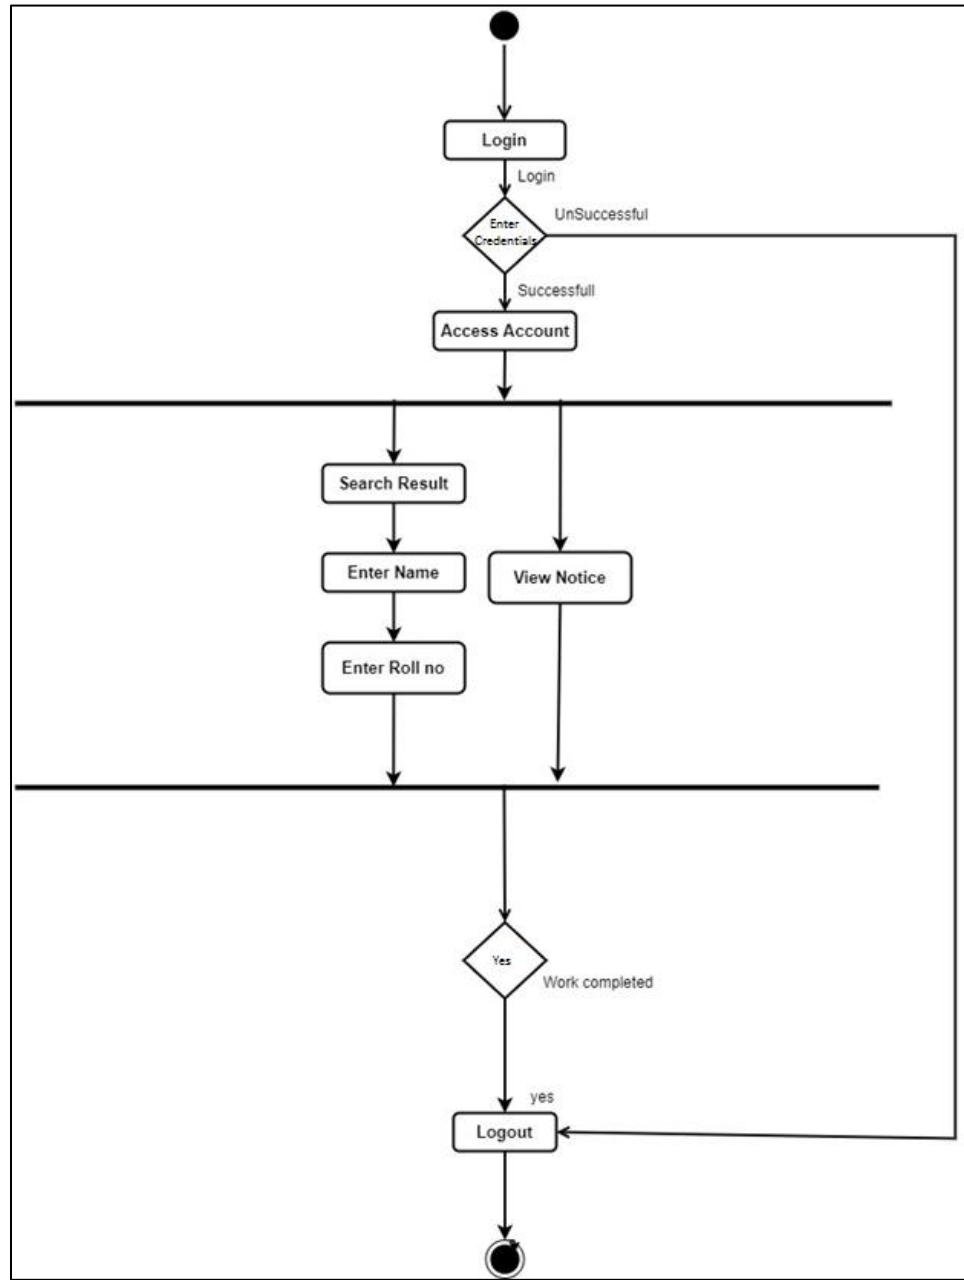 Login
Login
UnSuccessful
Enter
Credentials
Successfull
Access Account
Search Result
Enter Name
View Notice
Enter Roll no
Yes
Work completed
yes
Logout